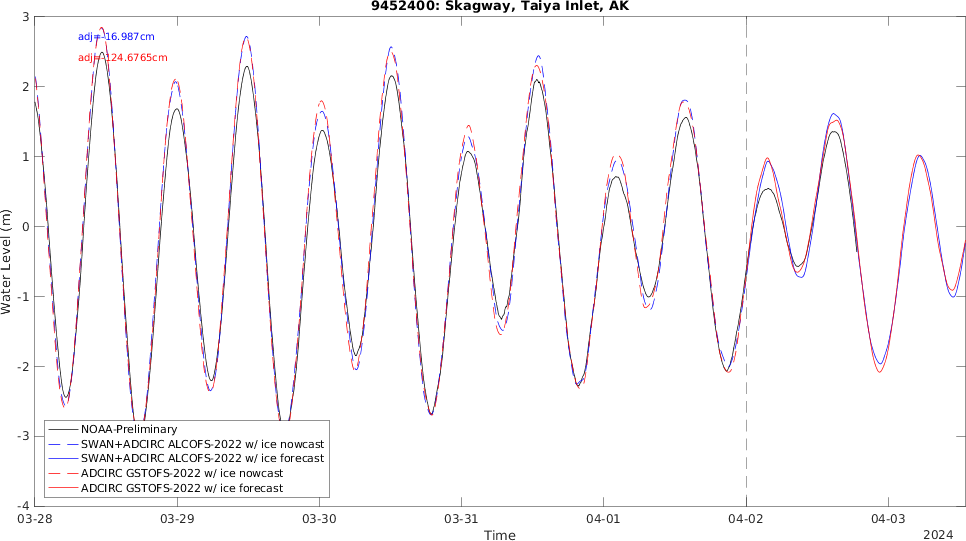 9452400: Skagway, Taiya Inlet, AK
adj=-16.987cm
adj=-124.6765cm
3
2
1
0
-1
-2
-3
-4
Water Level (m)
NOAA-Preliminary
SWAN+ADCIRC ALCOFS-2022 w/ ice nowcast
SWAN+ADCIRC ALCOFS-2022 w/ ice forecast
ADCIRC GSTOFS-2022 w/ ice nowcast
ADCIRC GSTOFS-2022 w/ ice forecast
03-28 03-29 03-30 03-31 04-01 04-02 04-03
Time
2024